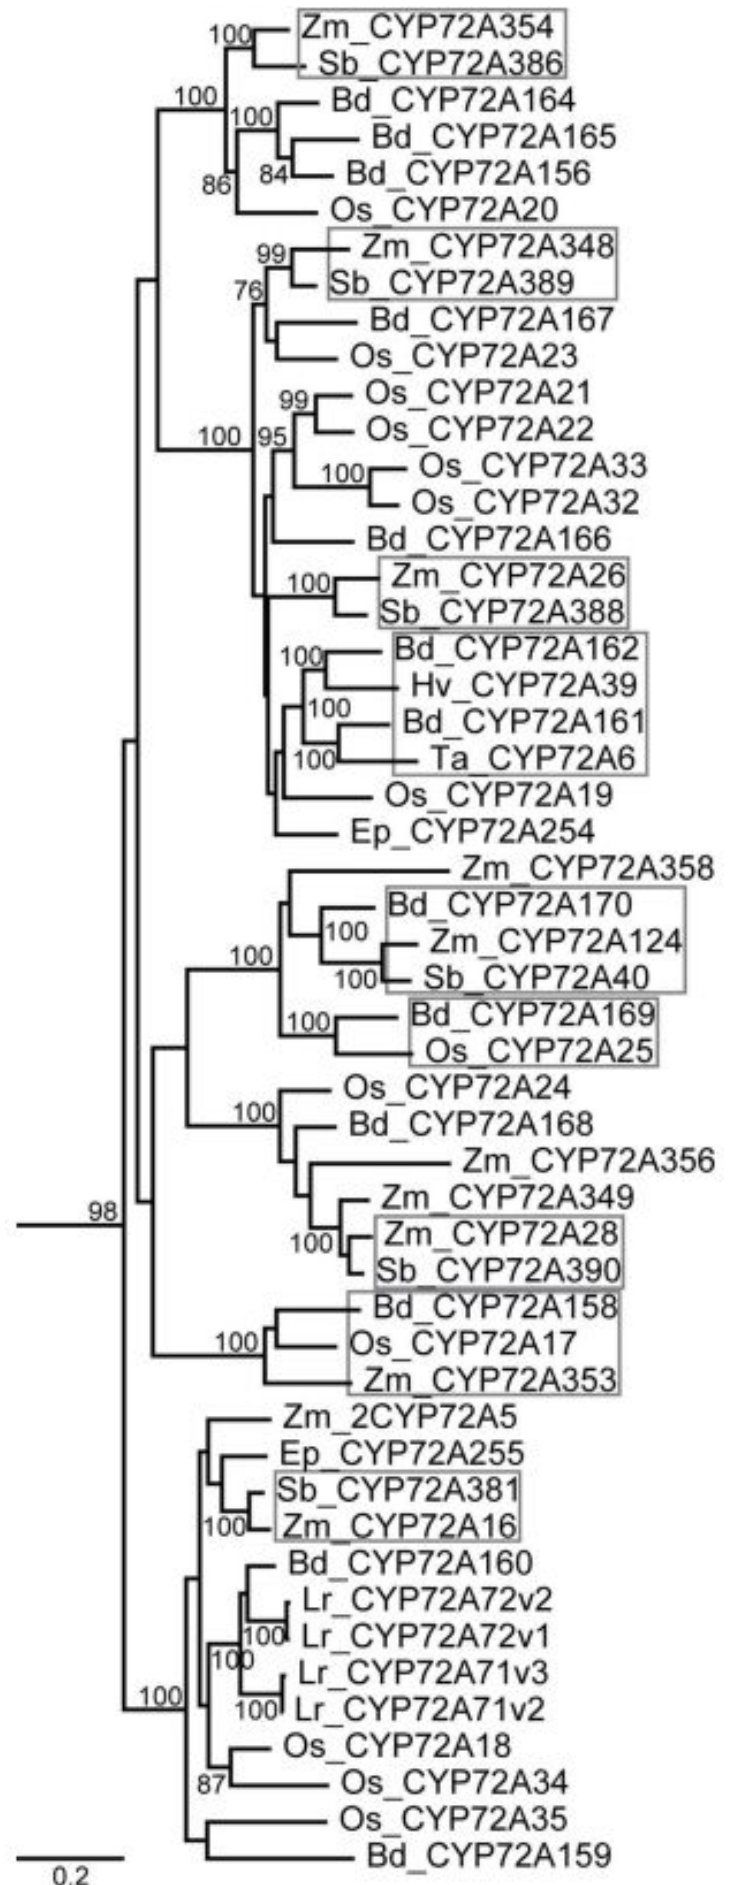 100 Zm_CYP72A354
Sb_CYP72A386
100 Bd_CYP72A164
100
Bd_CYP72A165
84 Bd_CYP72A156
86
Os_CYP72A20
99 Zm_CYP72A348
Sb_CYP72A389
76
Bd_CYP72A167
Os_CYP72A23
99 Os_CYP72A21
100 95 Os_CYP72A22
Os_CYP72A33
100
Os_CYP72A32
Bd_CYP72A166
100 Zm_CYP72A26
Sb_CYP72A388
100 Bd_CYP72A162
Hv_CYP72A39
100
Bd_CYP72A161
100 Ta_CYP72A6
Os_CYP72A19
Ep_CYP72A254
Zm_CYP72A358
Bd_CYP72A170
100
Zm_CYP72A124
100
100 Sb_CYP72A40
100 Bd_CYP72A169
Os_CYP72A25
Os_CYP72A24
100
Bd_CYP72A168
Zm_CYP72A356
Zm_CYP72A349
98
100 Zm_CYP72A28
Sb_CYP72A390
Bd_CYP72A158
100 Os_CYP72A17
Zm_CYP72A353
Zm_2CYP72A5
Ep_CYP72A255
Sb_CYP72A381
100 Zm_CYP72A16
Bd_CYP72A160
Lr_CYP72A72v2
100 Lr_CYP72A72v1
100
Lr_CYP72A71v3
100
100 Lr_CYP72A71v2
Os_CYP72A18
87 Os_CYP72A34
Os_CYP72A35
Bd_CYP72A159
0.2